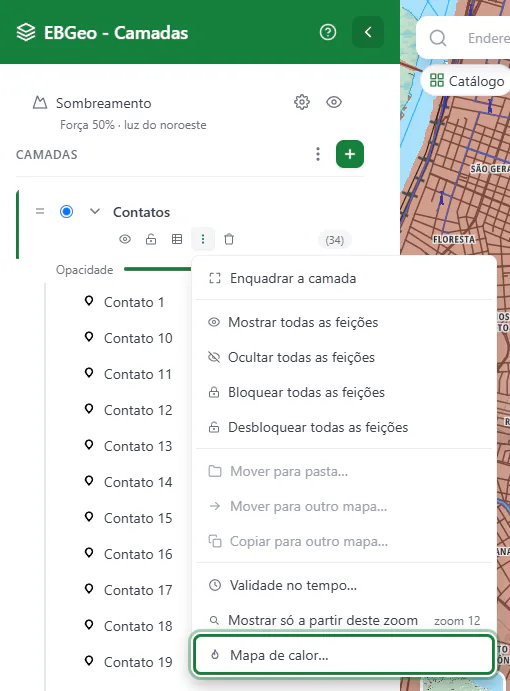 EBGeo - Camadas
Endere
Catálogo
Sombreamento
Força 50% · luz do noroeste
CAMADAS
SÃO GERA
Contatos
(34)
FLORESTA
Opacidade
Enquadrar a camada
Contato 1
Mostrar todas as feições
Contato 10
Ocultar todas as feições
Contato 11
Bloquear todas as feições
Contato 12
Desbloquear todas as feições
Contato 13
Mover para pasta...
Contato 14
Mover para outro mapa...
Contato 15
Copiar para outro mapa...
Contato 16
Validade no tempo...
Contato 17
Mostrar só a partir deste zoom zoom 12
Contato 18
Mapa de calor...
Contato 19